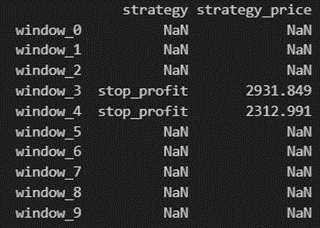 strategy strategy_price
window_0 NaN NaN
window_1 NaN NaN
window_2 NaN NaN
window_3 stop_profit 2931.849
window_4 stop_profit 2312.991
window_5 NaN NaN
window_6 NaN NaN
window_7 NaN NaN
window_8 NaN NaN
window_9 NaN NaN